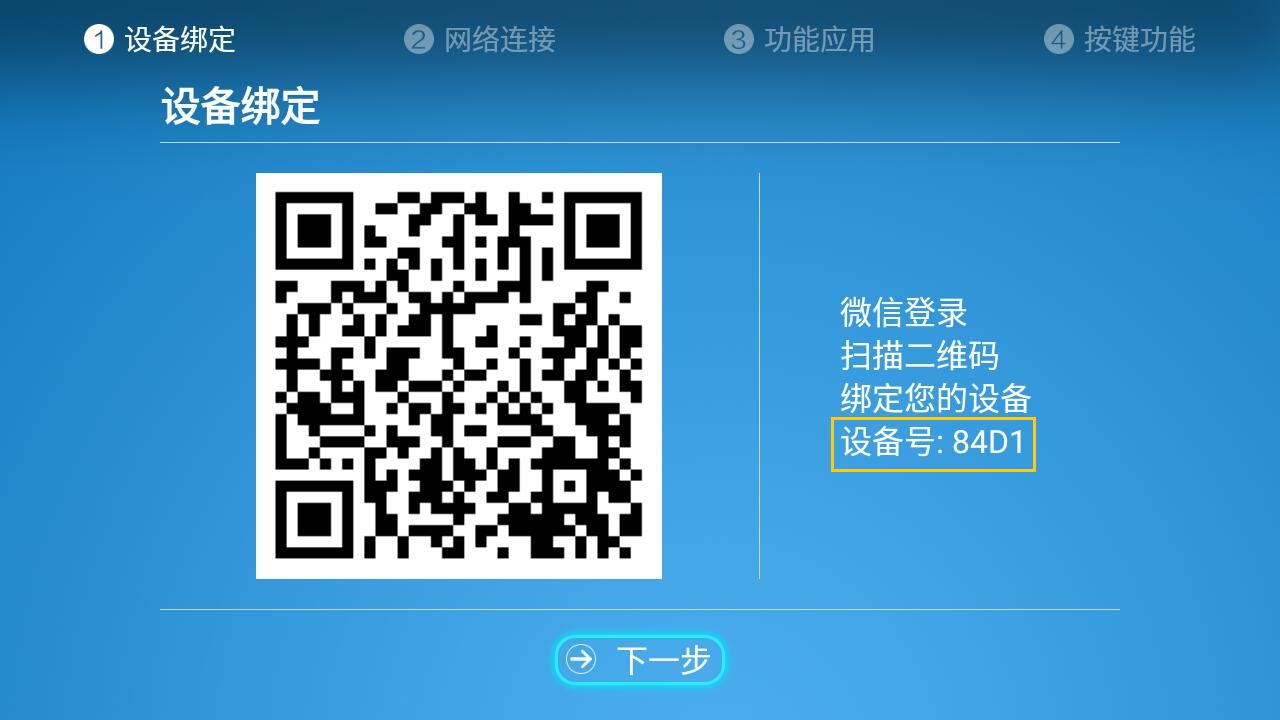 1 设备绑定
2 网络连接
3 功能应用
4 按键功能
设备绑定
微信登录
扫描二维码
绑定您的设备
设备号: 84D1
下一步